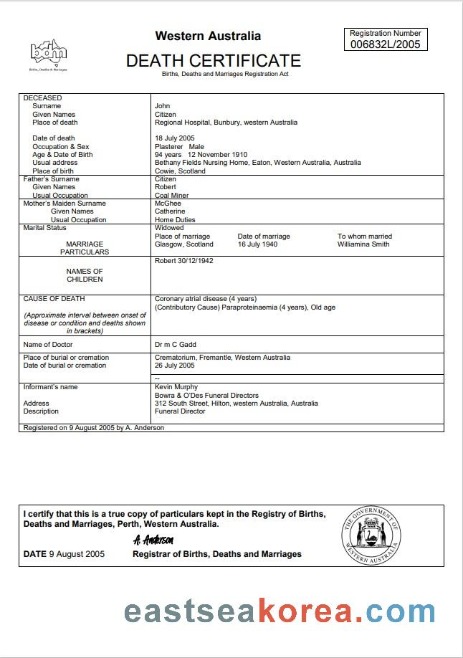 Western Australia
DEATH CERTIFICATE
Births, Deaths and Marriages Registration Act
Registration Number
006832L/2005
bdm
Births, Deaths & Marriages
DECEASED
Surname John
Given Names Citizen
Place of death Regional Hospital, Bunbury, western Australia
Date of death 18 July 2005
Occupation & Sex Plasterer Male
Age & Date of Birth 94 years 12 November 1910
Usual address Bethany Fields Nursing Home, Eaton, Western Australia, Australia
Place of birth Cowie, Scotland
Father's Surname Citizen
Given Names Robert
Usual Occupation Coal Miner
Mother's Maiden Surname McGhee
Given Names Catherine
Usual Occupation Home Duties
Marital Status Widowed
Place of marriage Date of marriage To whom married
MARRIAGE Glasgow, Scotland 16 July 1940 Williamina Smith
PARTICULARS
Robert 30/12/1942
NAMES OF
CHILDREN
CAUSE OF DEATH Coronary atrial disease (4 years)
(Contributory Cause) Paraproteinaemia (4 years), Old age
(Approximate interval between onset of
disease or condition and deaths shown
in brackets)
Name of Doctor Dr m C Gadd
Place of burial or cremation Crematorium, Fremantle, Western Australia
Date of burial or cremation 26 July 2005
--
Informant's name Kevin Murphy
Bowra & O'Des Funeral Directors
Address 312 South Street, Hilton, western Australia, Australia
Description Funeral Director
Registered on 9 August 2005 by A. Anderson
I certify that this is a true copy of particulars kept in the Registry of Births,
Deaths and Marriages, Perth, Western Australia.
A. Anderson
DATE 9 August 2005 Registrar of Births, Deaths and Marriages
THE GOVERNMENT OF
WESTERN AUSTRALIA
eastseakorea.com